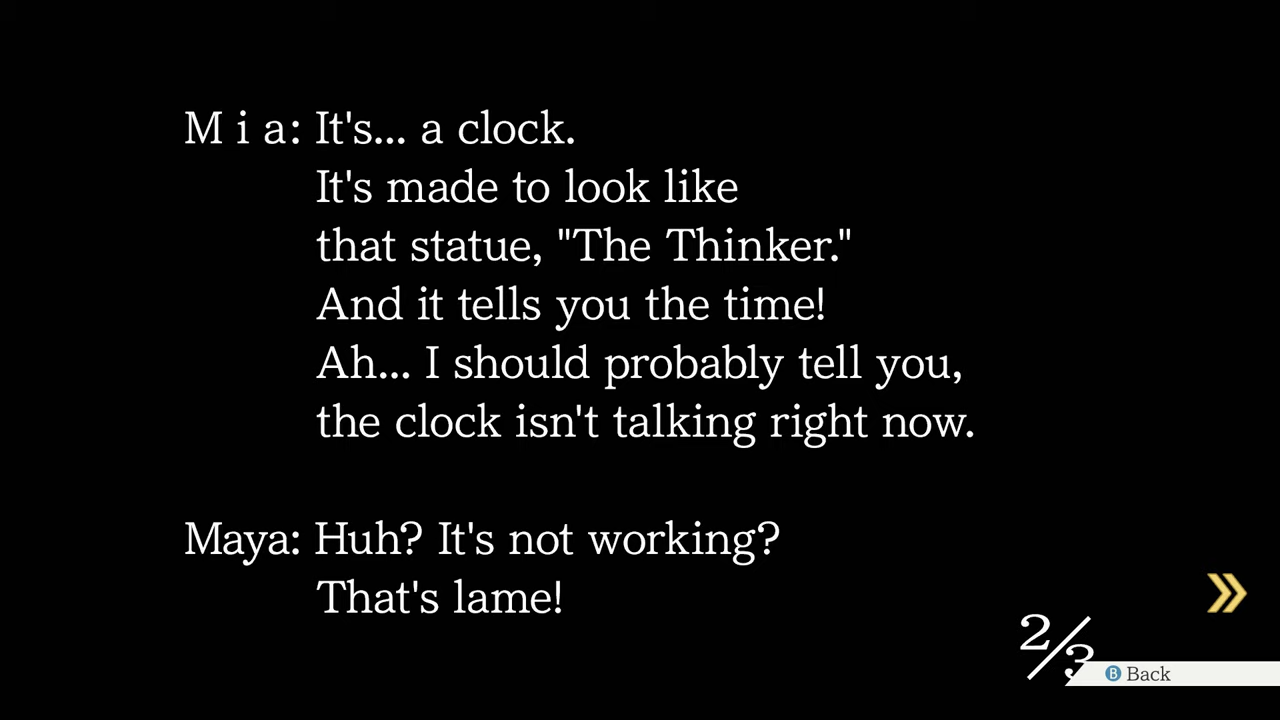 M i a: It's... a clock.
It's made to look like
that statue, "The Thinker."
And it tells you the time!
Ah... I should probably tell you,
the clock isn't talking right now.
Maya: Huh? It's not working?
That's lame!
2/3
B Back